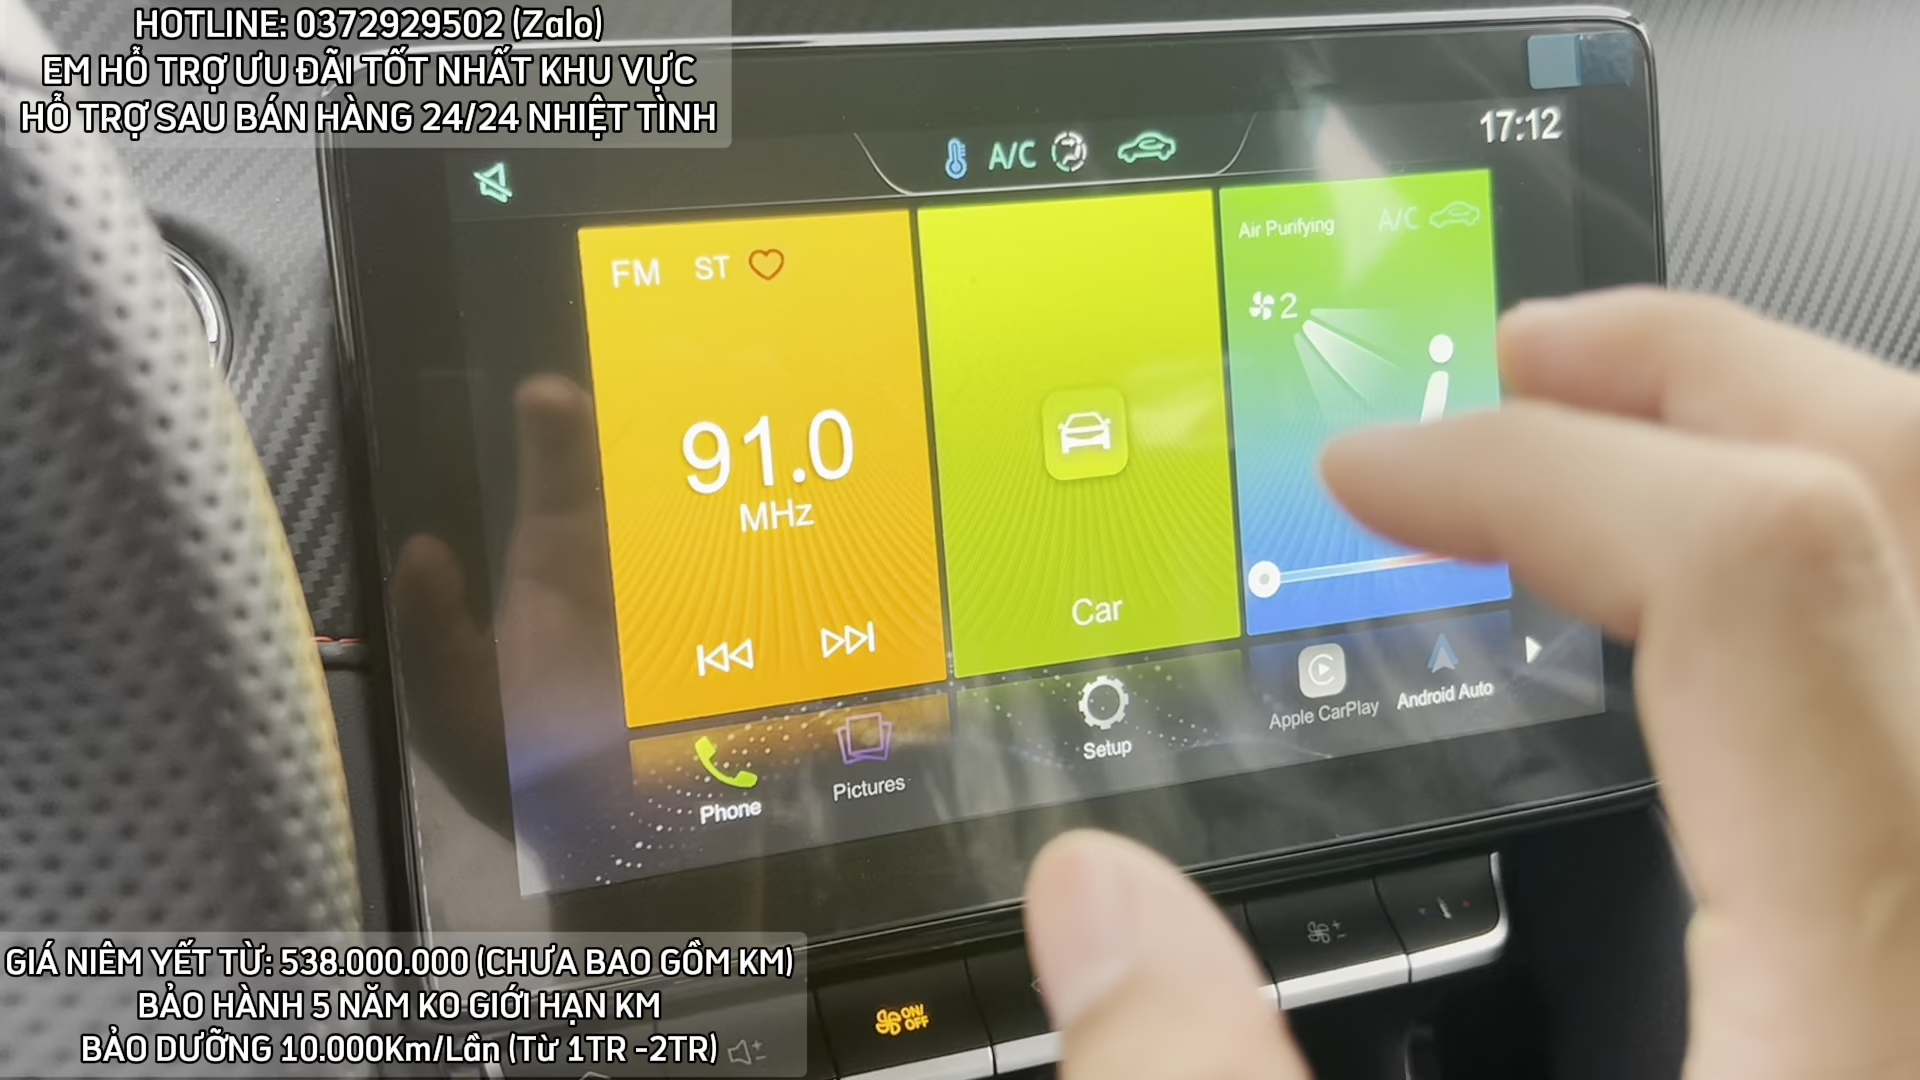 HOTLINE: 0372929502 (Zalo)
EM HỖ TRỢ ƯU ĐÃI TỐT NHẤT KHU VỰC
HỖ TRỢ SAU BÁN HÀNG 24/24 NHIỆT TÌNH
17:12
A/C
FM ST
91.0
MHz
Car
Air Purifying A/C
2
Phone
Pictures
Setup
Apple CarPlay
Android Auto
ON/
OFF
GIÁ NIÊM YẾT TỪ: 538.000.000 (CHƯA BAO GỒM KM)
BẢO HÀNH 5 NĂM KO GIỚI HẠN KM
BẢO DƯỠNG 10.000Km/Lần (Từ 1TR -2TR)